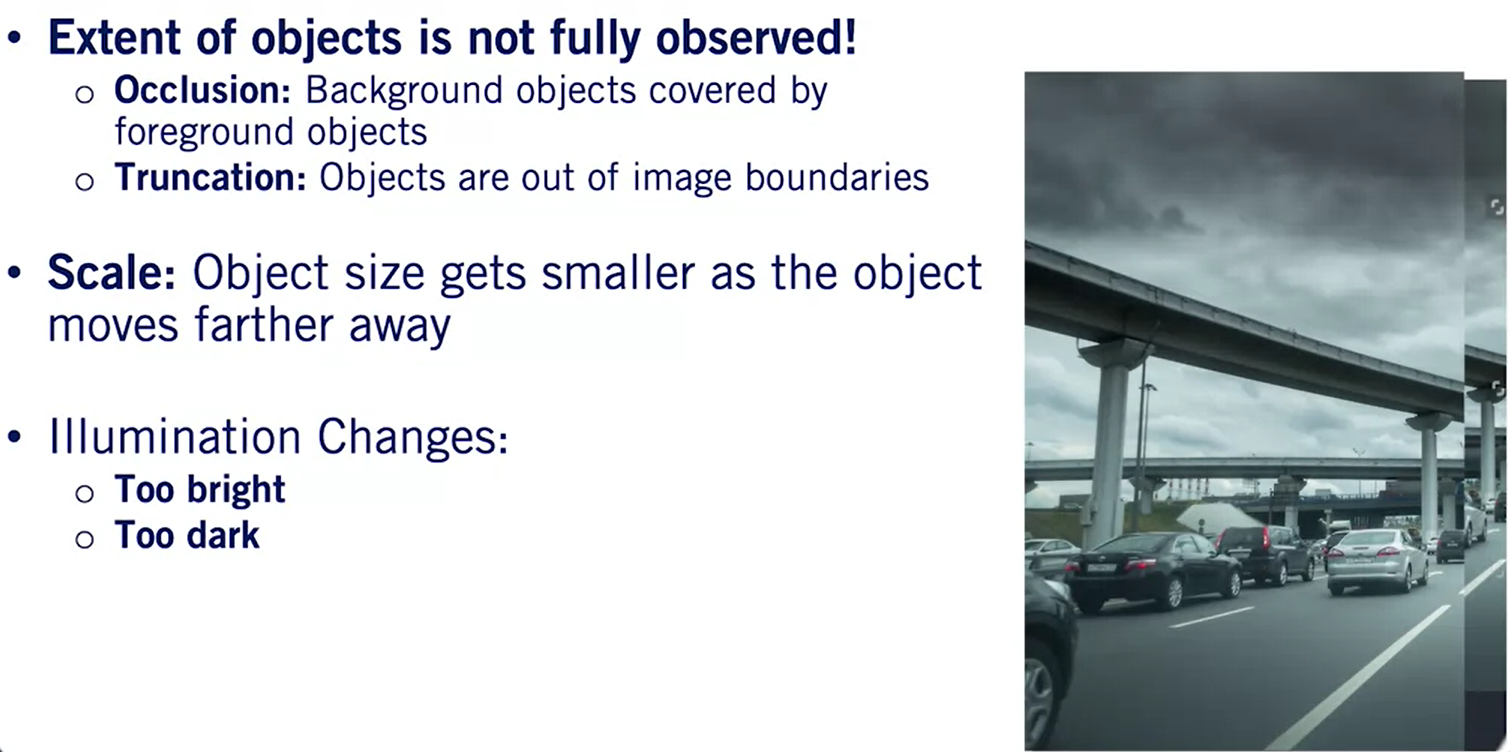 • Extent of objects is not fully observed!
○ Occlusion: Background objects covered by
foreground objects
○ Truncation: Objects are out of image boundaries
• Scale: Object size gets smaller as the object
moves farther away
• Illumination Changes:
○ Too bright
○ Too dark